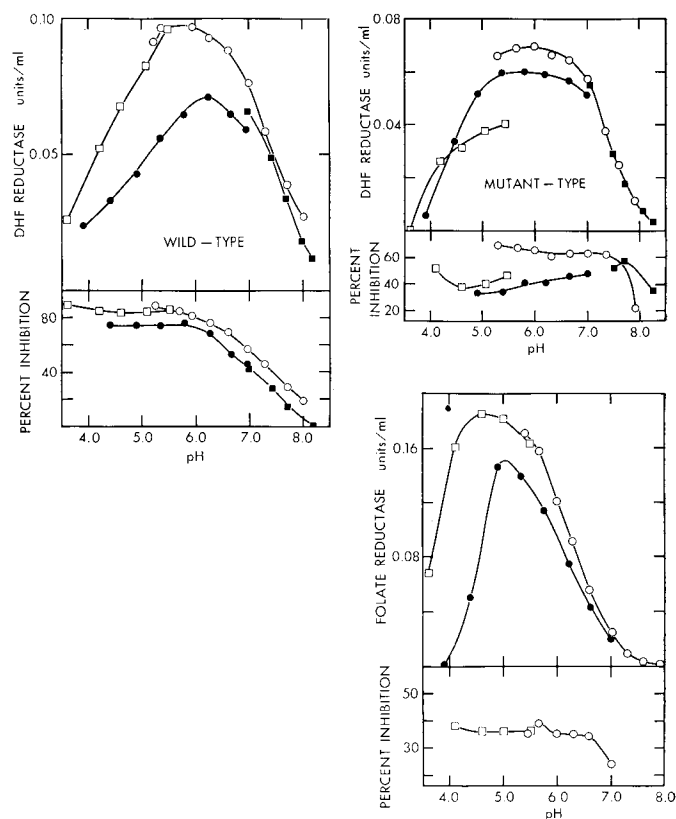 0.10
0.05
DHF REDUCTASE units/ml
WILD – TYPE
80
40
PERCENT INHIBITION
4.0 5.0 6.0 7.0 8.0
pH
0.08
0.04
DHF REDUCTASE units/ml
MUTANT – TYPE
60
40
20
PERCENT INHIBITION
4.0 5.0 6.0 7.0 8.0
pH
0.16
0.08
FOLATE REDUCTASE units/ml
50
30
PERCENT INHIBITION
4.0 5.0 6.0 7.0 8.0
pH